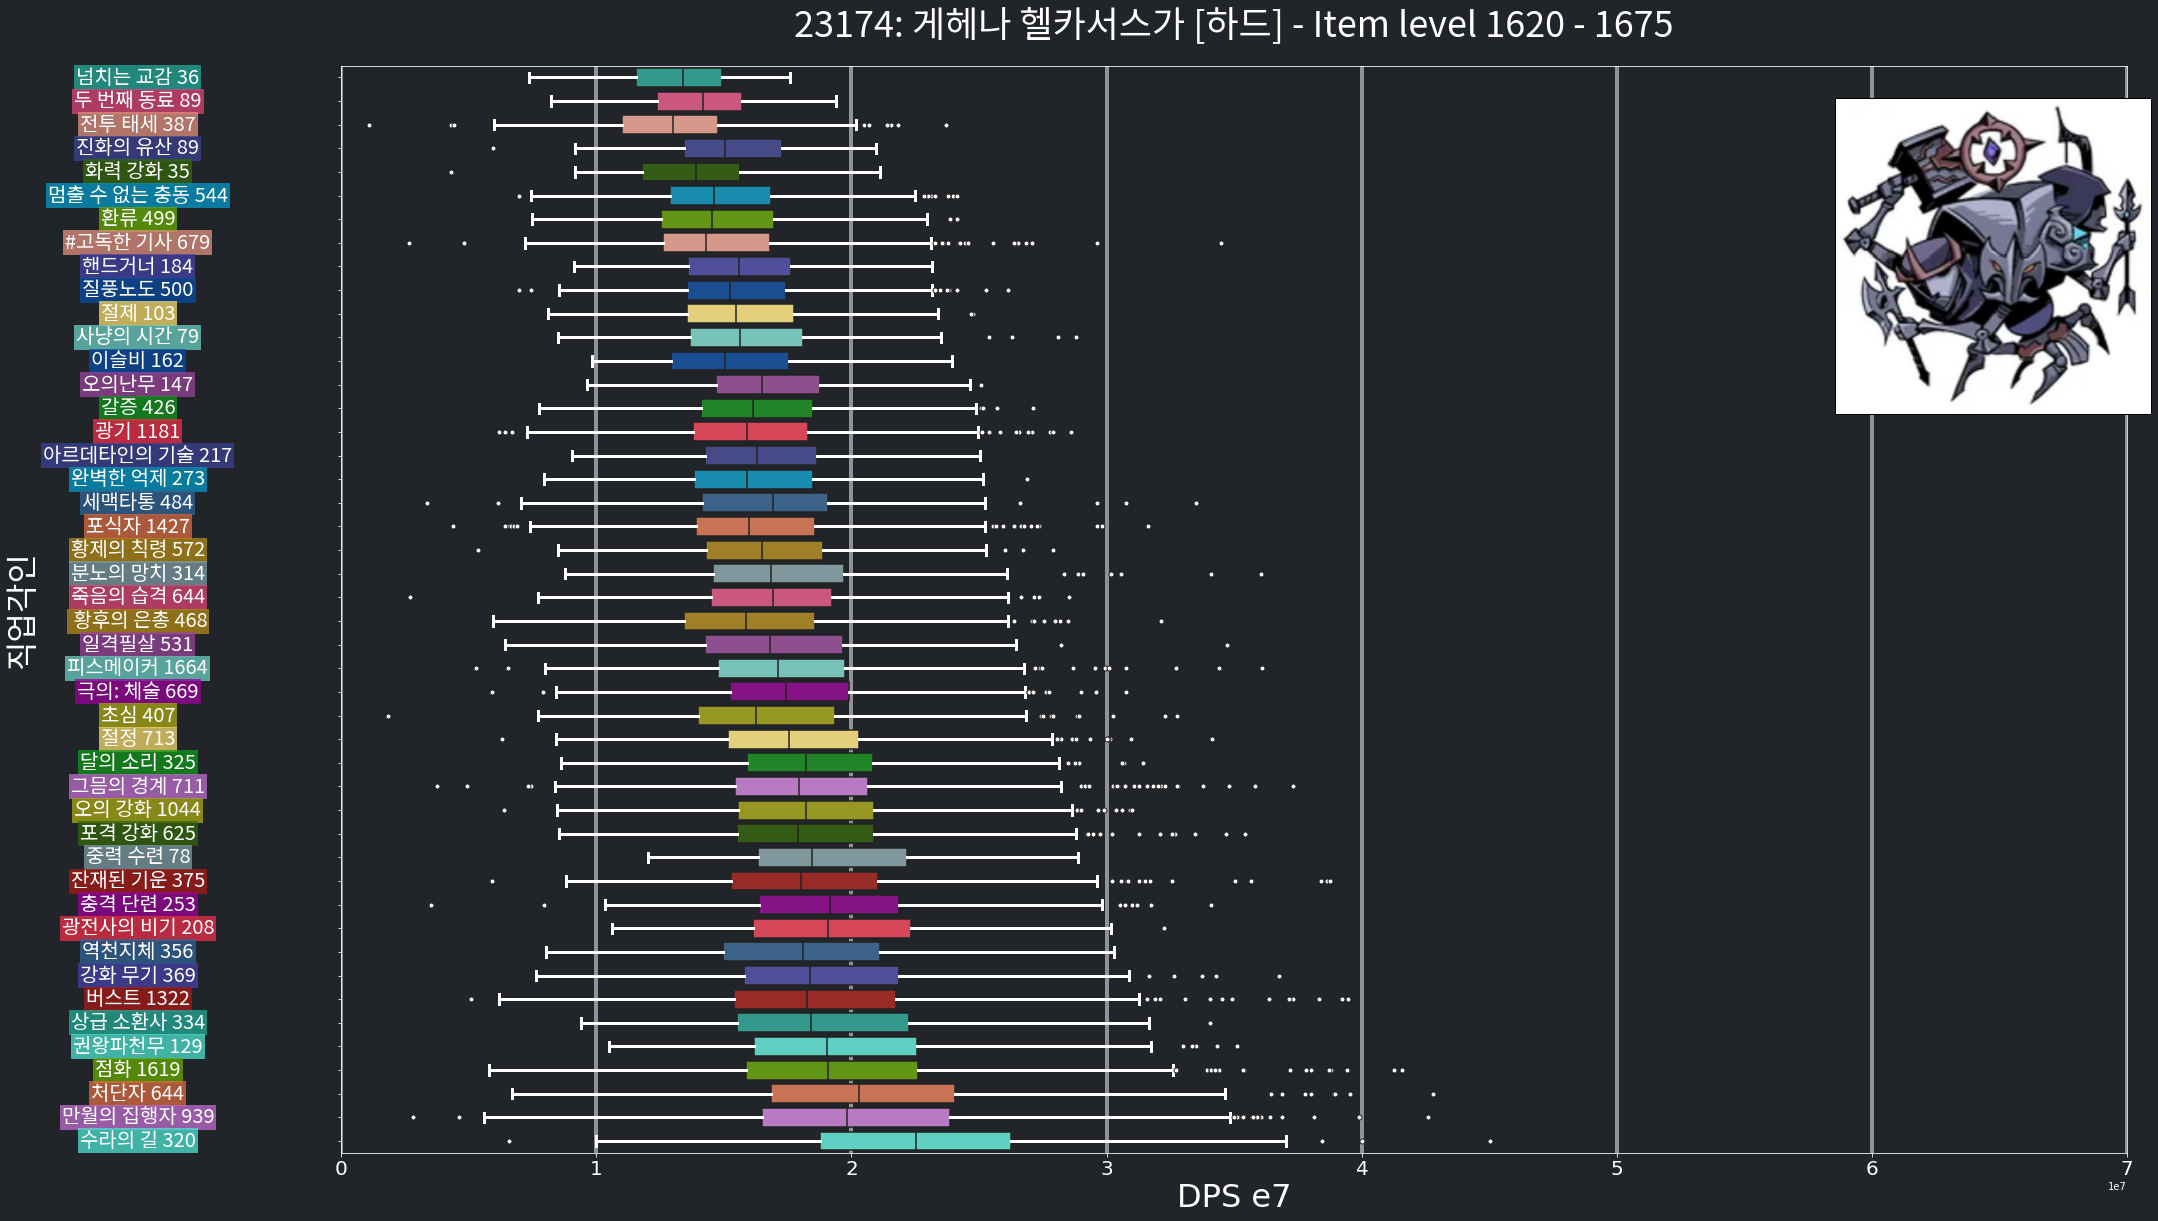 23174: 게헤나 헬카서스가 [하드] - Item level 1620 - 1675
넘치는 교감 36
두 번째 동료 89
전투 태세 387
진화의 유산 89
화력 강화 35
멈출 수 없는 충동 544
환류 499
#고독한 기사 679
핸드거너 184
질풍노도 500
절제 103
사냥의 시간 79
이슬비 162
오의난무 147
갈증 426
광기 1181
아르데타인의 기술 217
완벽한 억제 273
세맥타통 484
포식자 1427
황제의 칙령 572
분노의 망치 314
죽음의 습격 644
황후의 은총 468
일격필살 531
피스메이커 1664
극의: 체술 669
초심 407
절정 713
달의 소리 325
그믐의 경계 711
오의 강화 1044
포격 강화 625
중력 수련 78
잔재된 기운 375
충격 단련 253
광전사의 비기 208
역천지체 356
강화 무기 369
버스트 1322
상급 소환사 334
권왕파천무 129
점화 1619
처단자 644
만월의 집행자 939
수라의 길 320
직업각인
0 1 2 3 4 5 6 7
1e7
DPS e7